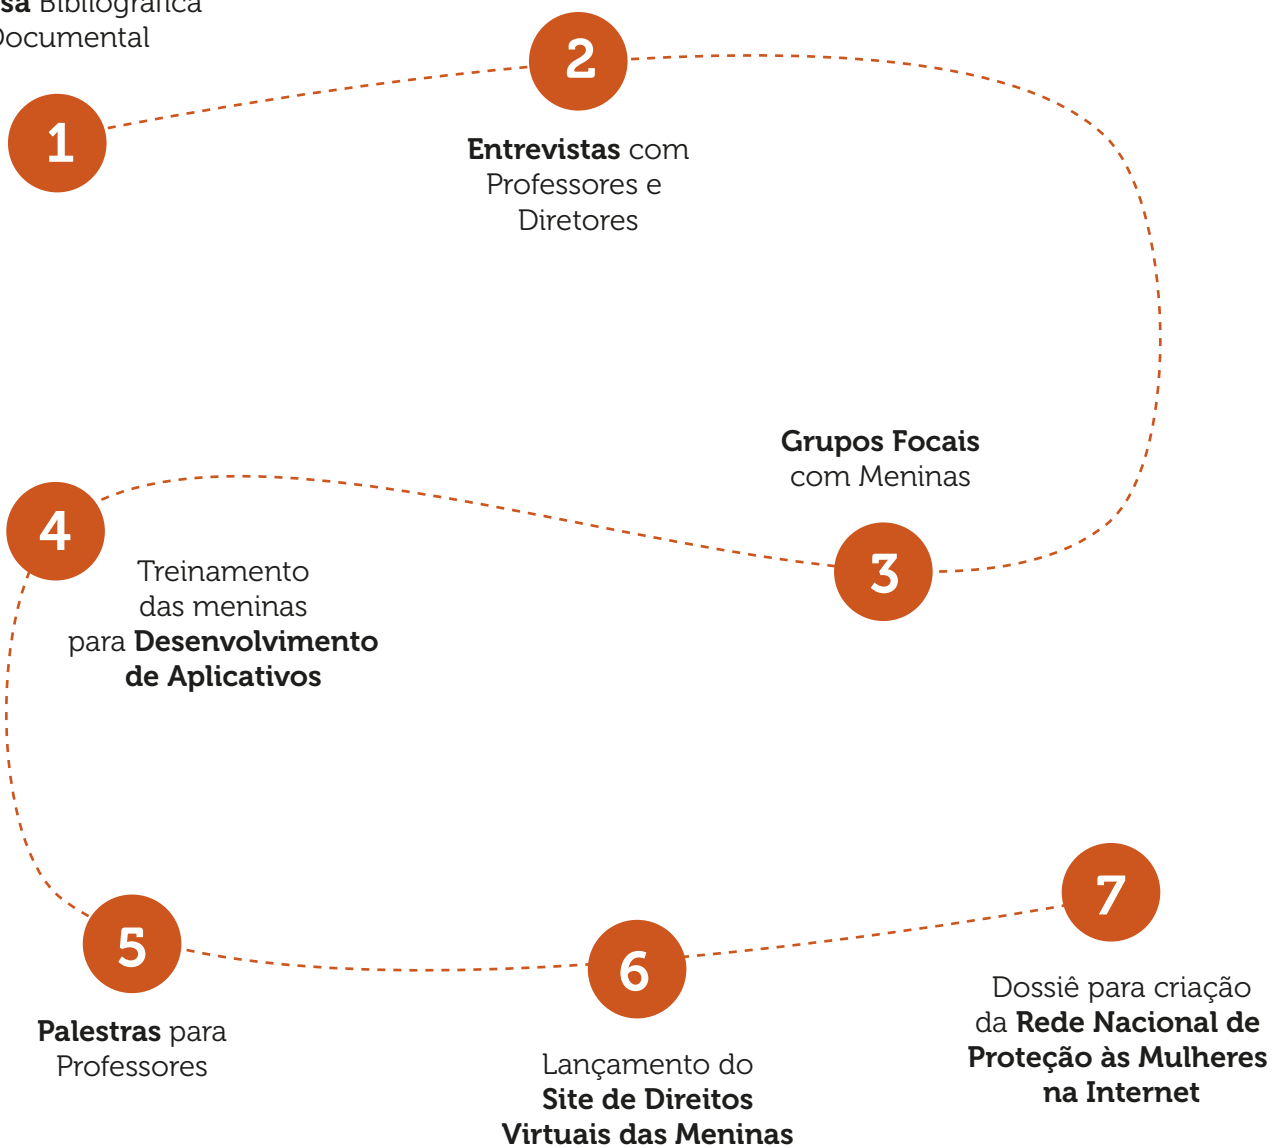 Bibliográfica
Documental
1
2
Entrevistas com
Professores e
Diretores
Grupos Focais
com Meninas
3
4
Treinamento
das meninas
para Desenvolvimento
de Aplicativos
5
Palestras para
Professores
6
Lançamento do
Site de Direitos
Virtuais das Meninas
7
Dossiê para criação
da Rede Nacional de
Proteção às Mulheres
na Internet